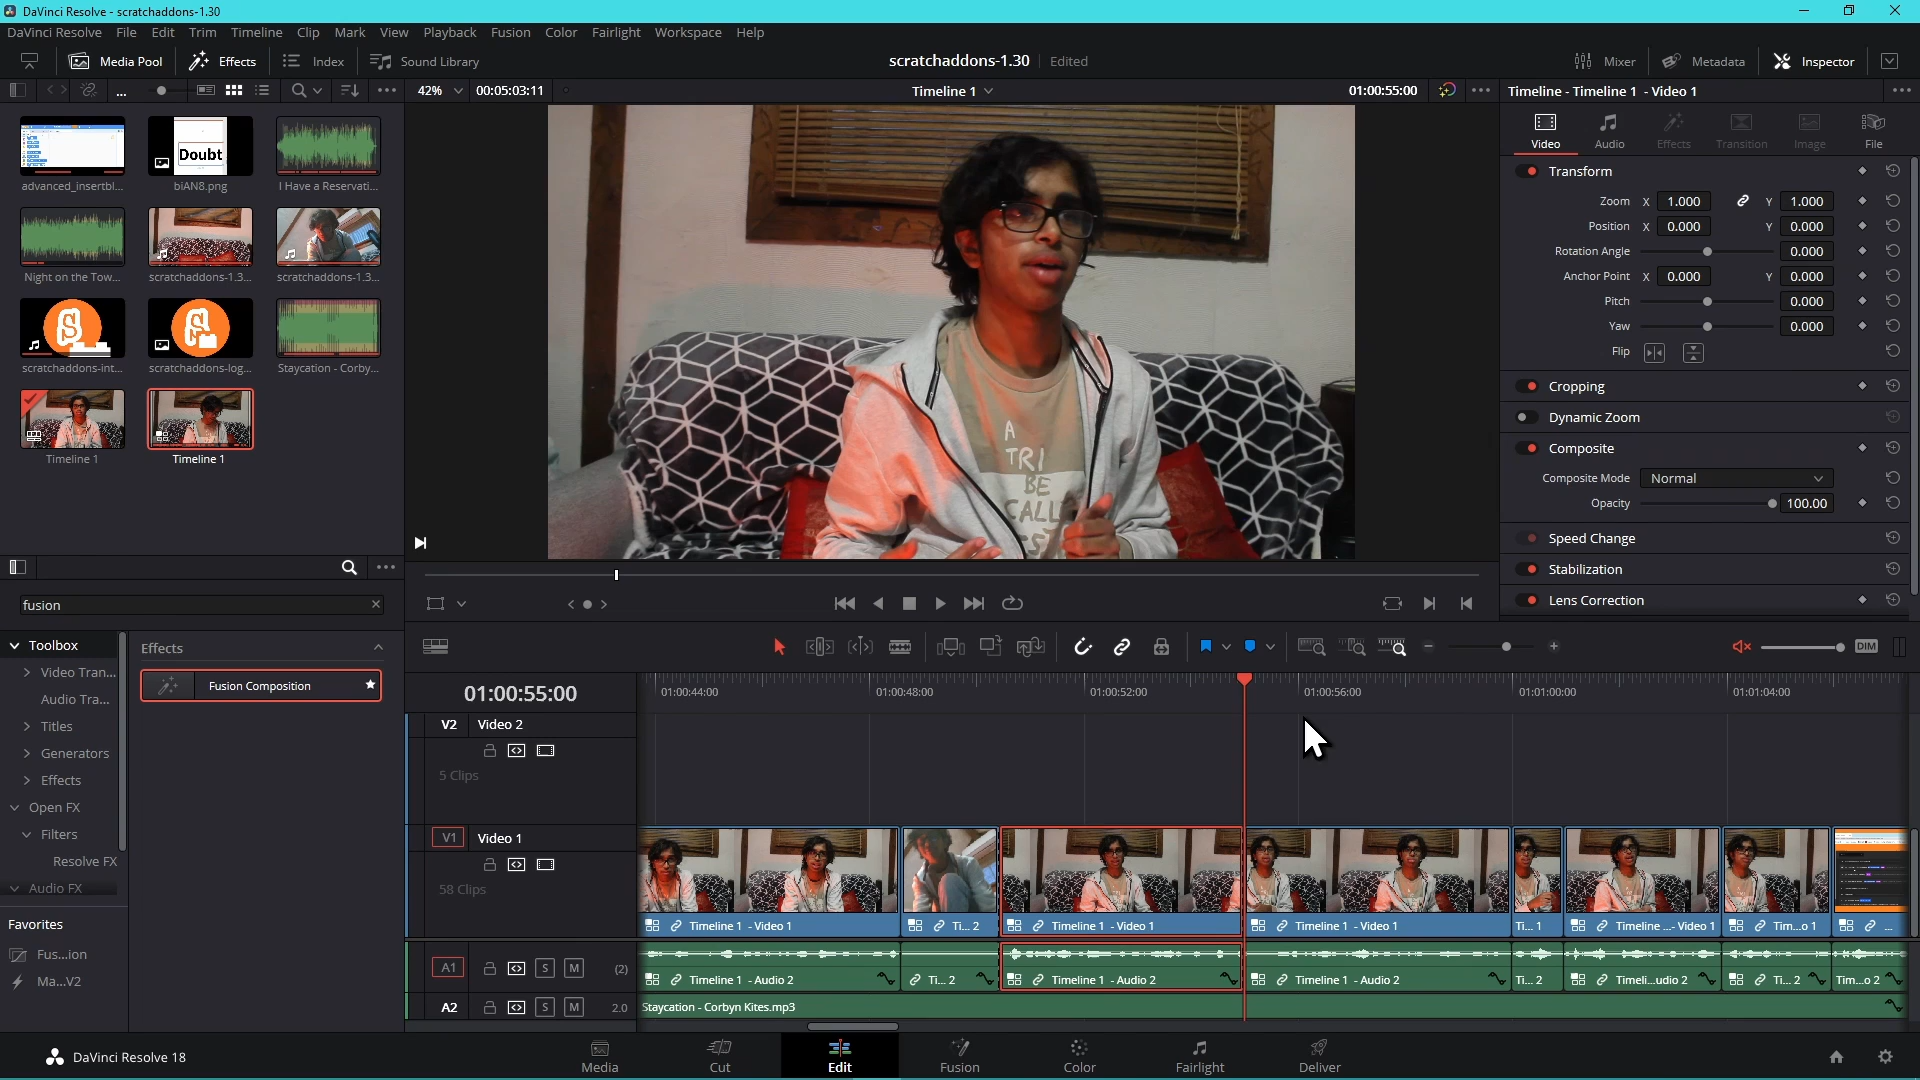 DaVinci Resolve - scratchaddons-1.30
DaVinci Resolve File Edit Trim Timeline Clip Mark View Playback Fusion Color Fairlight Workspace Help
Media Pool Effects Index Sound Library
scratchaddons-1.30 Edited
Mixer Metadata Inspector
...
42% 00:05:03:11
Timeline 1
01:00:55:00
Timeline - Timeline 1 - Video 1
Video Audio Effects Transition Image File
Doubt
advanced_insertbl... biAN8.png I Have a Reservati...
Night on the Tow... scratchaddons-1.3... scratchaddons-1.3...
scratchaddons-int... scratchaddons-log... Staycation - Corby...
Timeline 1 Timeline 1
A
TRI
BE
CALL
Transform
Zoom X 1.000 Y 1.000
Position X 0.000 Y 0.000
Rotation Angle 0.000
Anchor Point X 0.000 Y 0.000
Pitch 0.000
Yaw 0.000
Flip
Cropping
Dynamic Zoom
Composite
Composite Mode Normal
Opacity 100.00
Speed Change
Stabilization
Lens Correction
fusion
Toolbox
Video Tran...
Audio Tra...
Titles
Generators
Effects
Open FX
Filters
Resolve FX
Audio FX
Favorites
Fus...ion
Ma...V2
Effects
Fusion Composition
DIM
01:00:55:00
01:00:44:00 01:00:48:00 01:00:52:00 01:00:56:00 01:01:00:00 01:01:04:00
V2 Video 2
5 Clips
V1 Video 1
58 Clips
Timeline 1 - Video 1 Ti... 2 Timeline 1 - Video 1 Timeline 1 - Video 1 Ti... 1 Timeline ...- Video 1 Tim...o 1 ...
A1 S M (2)
Timeline 1 - Audio 2 Ti... 2 Timeline 1 - Audio 2 Timeline 1 - Audio 2 Ti... 2 Timeli...udio 2 Ti... 2 Tim...o 2
A2 S M 2.0
Staycation - Corbyn Kites.mp3
DaVinci Resolve 18
Media Cut Edit Fusion Color Fairlight Deliver